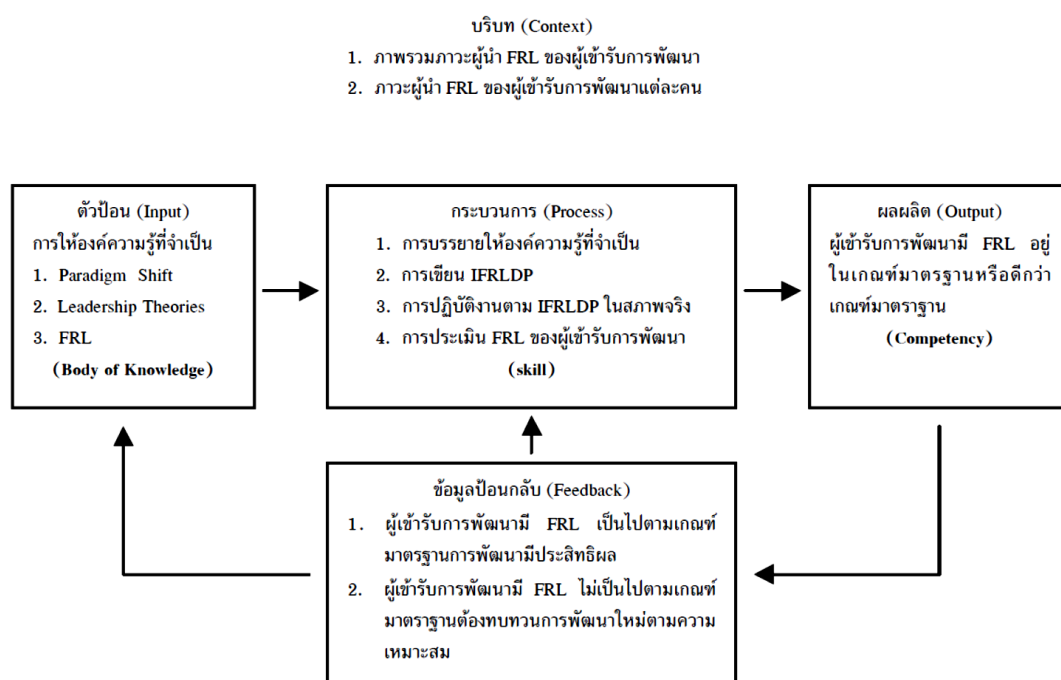 บริบท (Context)
1. ภาพรวมภาวะผู้นำ FRL ของผู้เข้ารับการพัฒนา
2. ภาวะผู้นำ FRL ของผู้เข้ารับการพัฒนาแต่ละคน
ตัวป้อน (Input)
การให้องค์ความรู้ที่จำเป็น
1. Paradigm Shift
2. Leadership Theories
3. FRL
(Body of Knowledge)
กระบวนการ (Process)
1. การบรรยายให้องค์ความรู้ที่จำเป็น
2. การเขียน IFRLDP
3. การปฏิบัติงานตาม IFRLDP ในสภาพจริง
4. การประเมิน FRL ของผู้เข้ารับการพัฒนา
(skill)
ผลผลิต (Output)
ผู้เข้ารับการพัฒนามี FRL อยู่
ในเกณฑ์มาตรฐานหรือดีกว่า
เกณฑ์มาตราฐาน
(Competency)
ข้อมูลป้อนกลับ (Feedback)
1. ผู้เข้ารับการพัฒนามี FRL เป็นไปตามเกณฑ์
มาตรฐานการพัฒนามีประสิทธิผล
2. ผู้เข้ารับการพัฒนามี FRL ไม่เป็นไปตามเกณฑ์
มาตราฐานต้องทบทวนการพัฒนาใหม่ตามความ
เหมาะสม